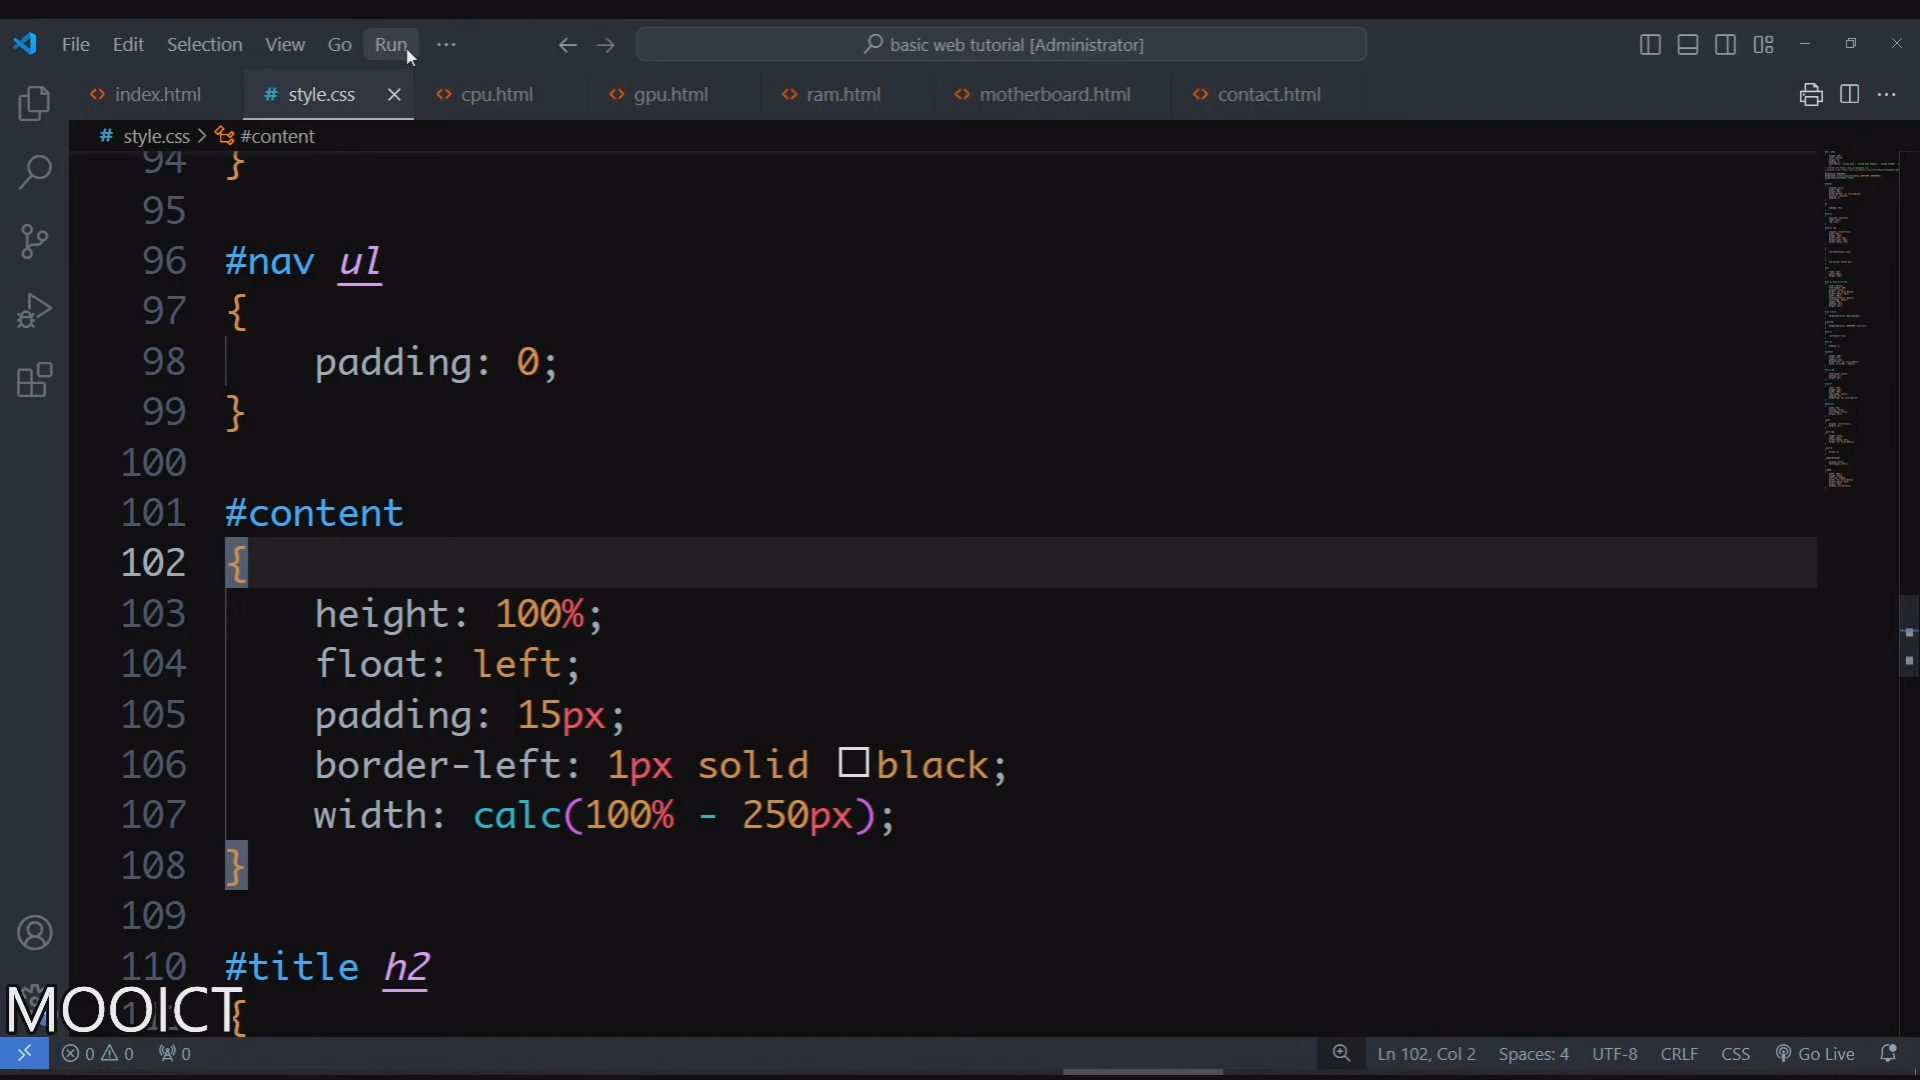 File Edit Selection View Go Run ··· basic web tutorial [Administrator]
index.html style.css cpu.html gpu.html ram.html motherboard.html contact.html
# style.css > #content
94 }
95
96 #nav ul
97 {
98 padding: 0;
99 }
100
101 #content
102 {
103 height: 100%;
104 float: left;
105 padding: 15px;
106 border-left: 1px solid black;
107 width: calc(100% - 250px);
108 }
109
110 #title h2
{
MOOICT
0 0 0 Ln 102, Col 2 Spaces: 4 UTF-8 CRLF CSS Go Live